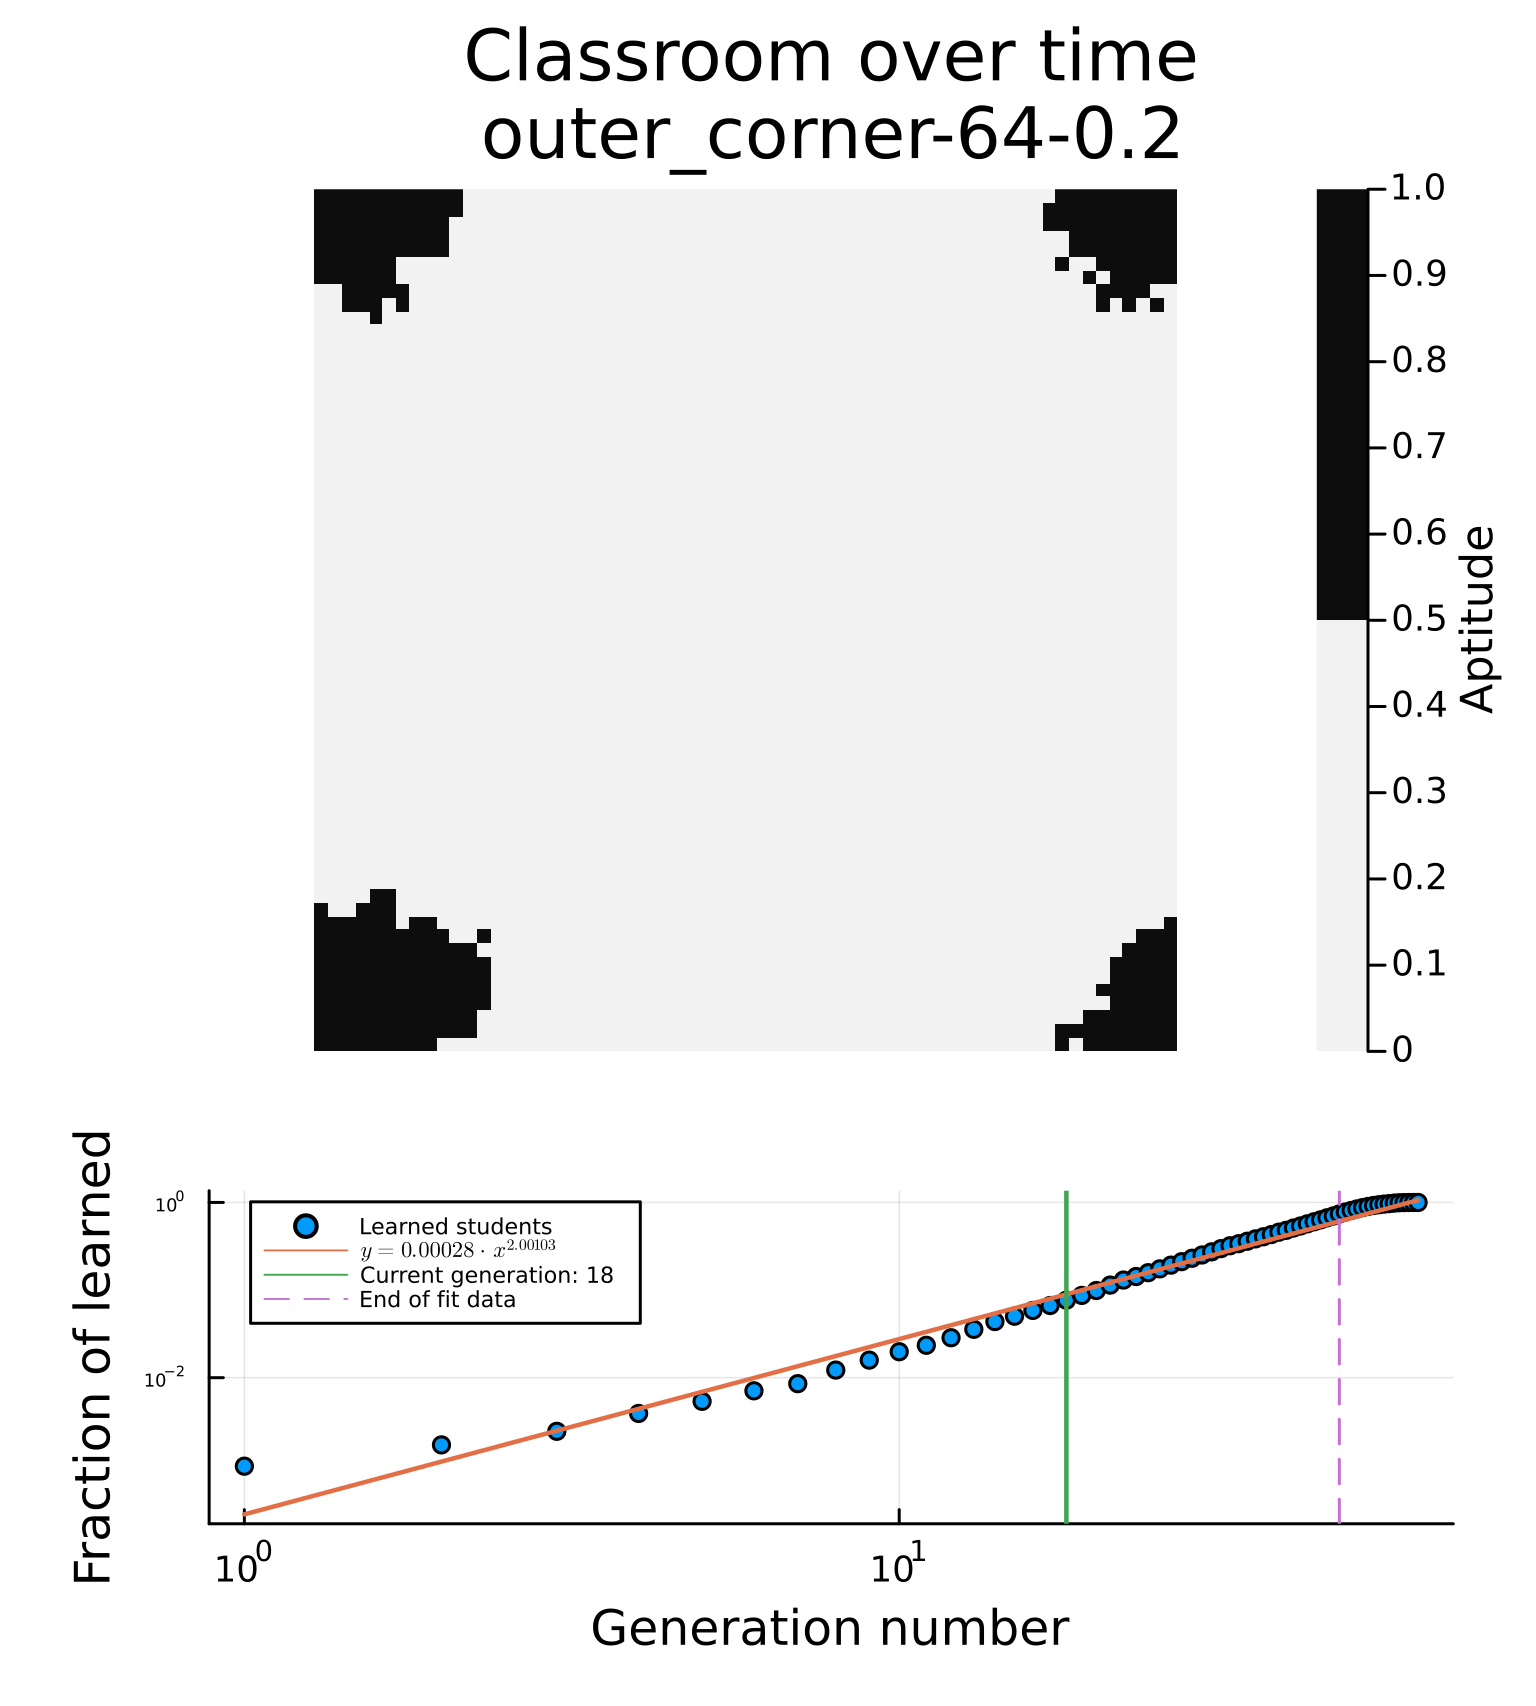 Classroom over time
outer_corner-64-0.2
1.0
0.9
0.8
0.7
0.6
0.5
0.4
0.3
0.2
0.1
0
Aptitude
Fraction of learned
10⁰
10⁻²
Learned students
y = 0.00028 · x^2.00103
Current generation: 18
End of fit data
10⁰
10¹
Generation number